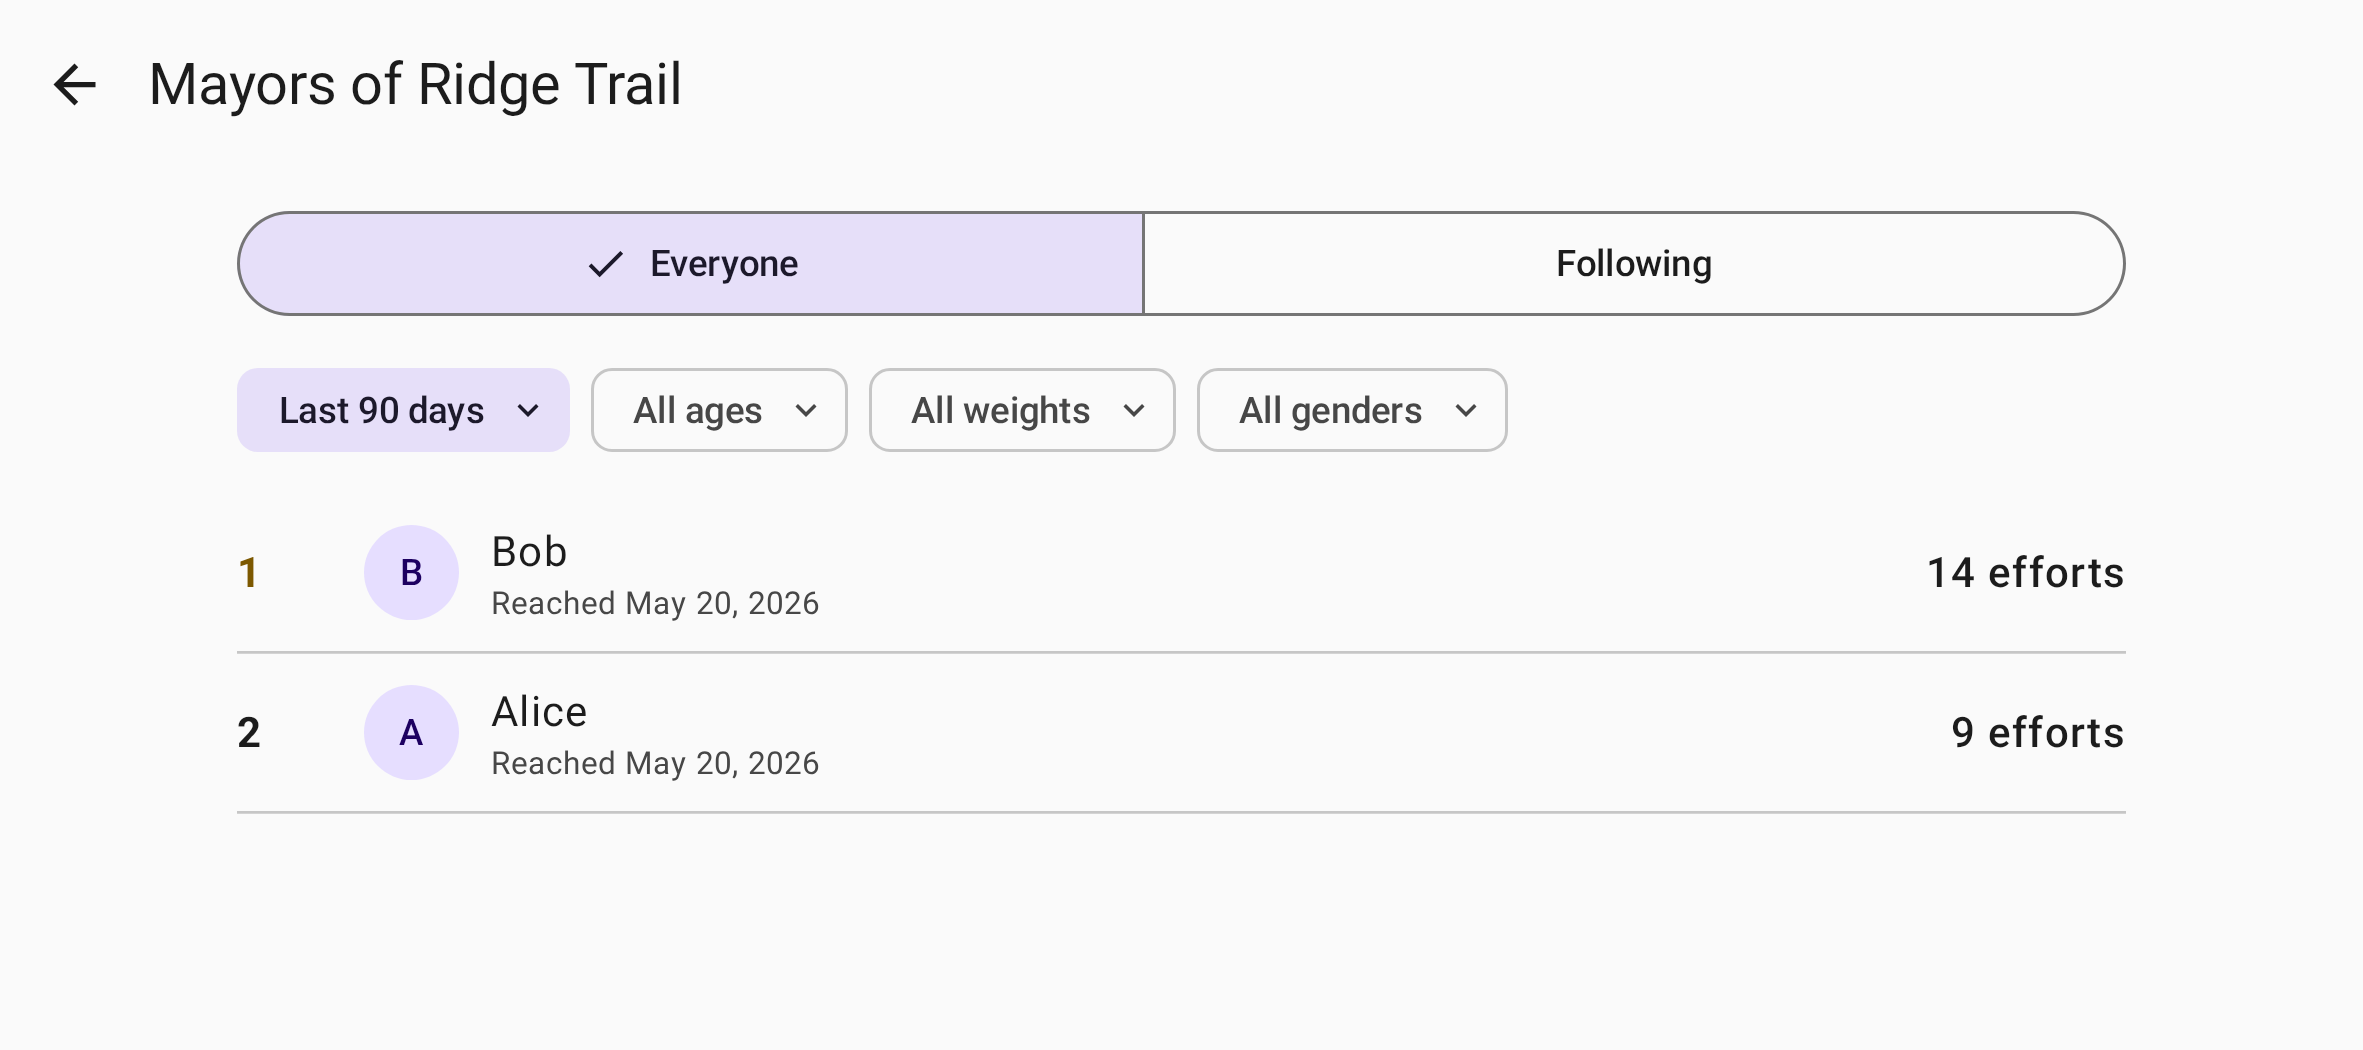 Mayors of Ridge Trail
Everyone
Following
Last 90 days
All ages
All weights
All genders
1
B
Bob
Reached May 20, 2026
14 efforts
2
A
Alice
Reached May 20, 2026
9 efforts